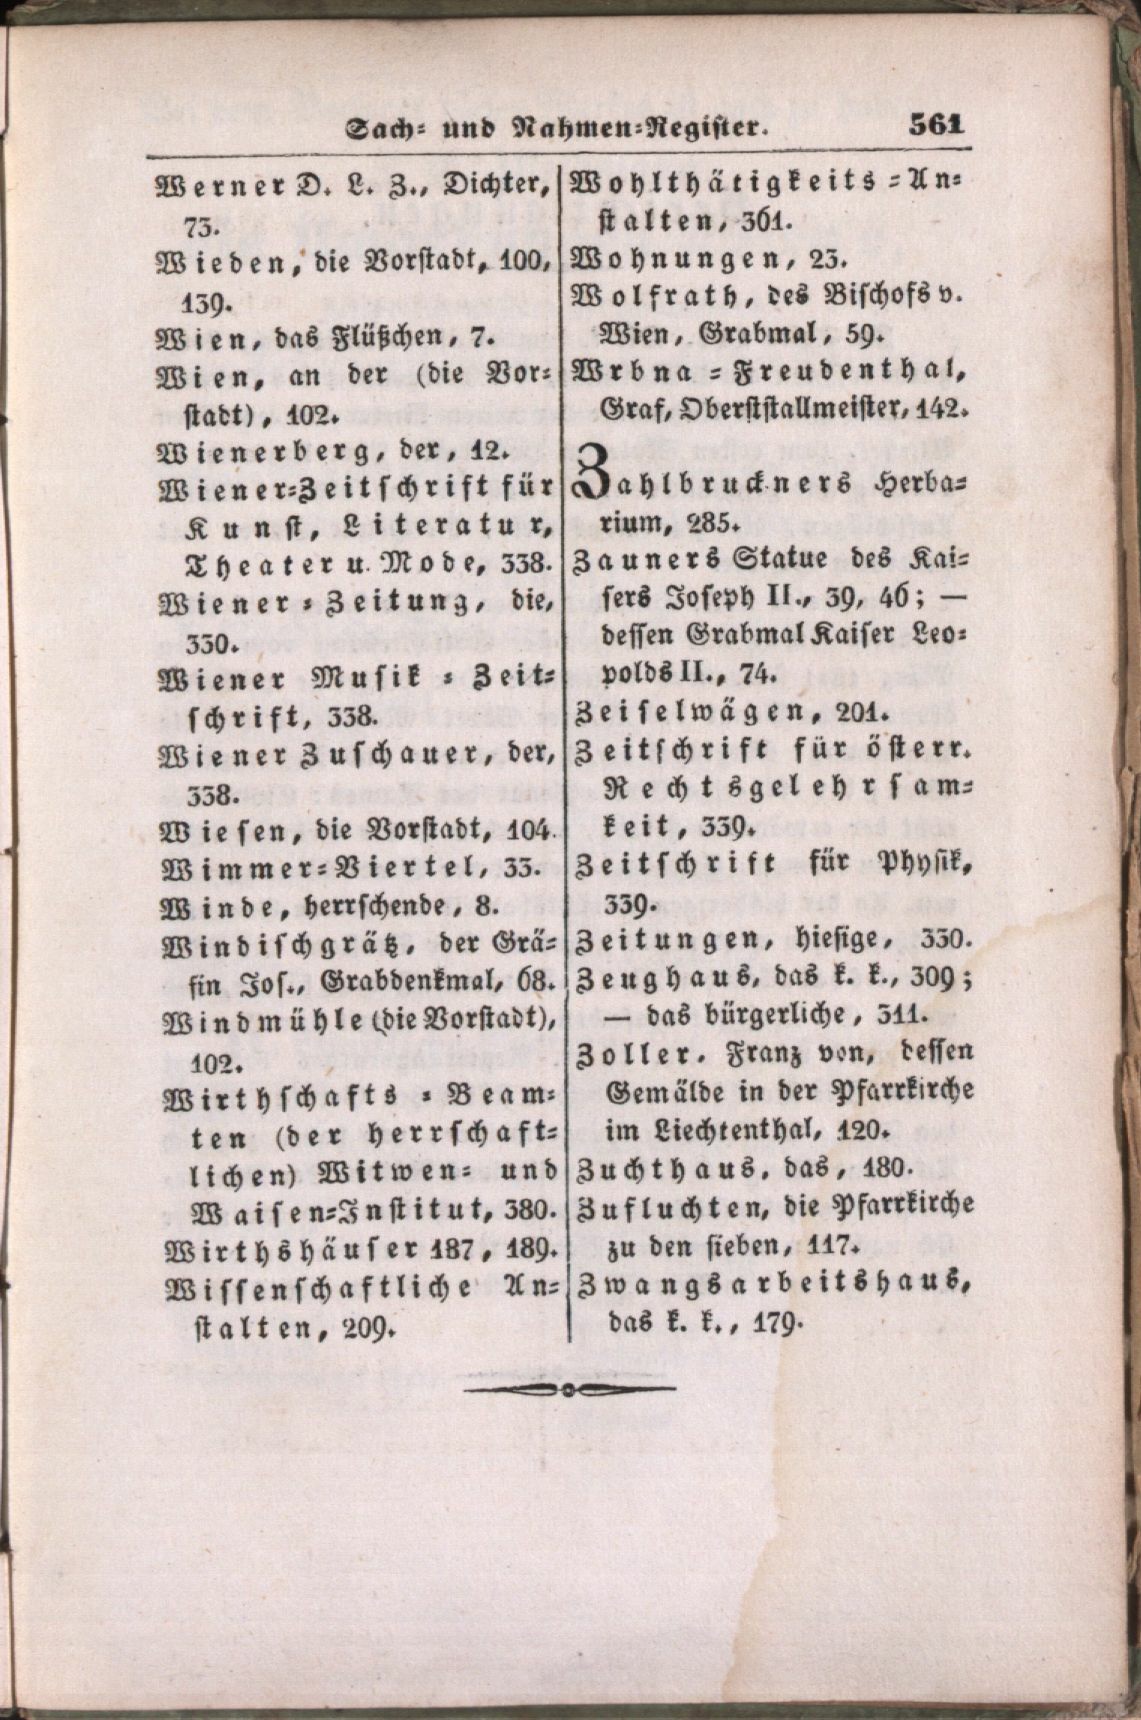 Sach- und Nahmen-Register. 561
Werner D. L. Z., Dichter,
73.
Wieden, die Vorstadt, 100,
139.
Wien, das Flüßchen, 7.
Wien, an der (die Vor-
stadt), 102.
Wienerberg, der, 12.
Wiener-Zeitschrift für
Kunst, Literatur,
Theater u. Mode, 338.
Wiener-Zeitung, die,
330.
Wiener Musik-Zeit-
schrift, 338.
Wiener Zuschauer, der,
338.
Wiesen, die Vorstadt, 104.
Wimmer-Viertel, 33.
Winde, herrschende, 8.
Windischgrätz, der Grä-
fin Jos., Grabdenkmal, 68.
Windmühle (die Vorstadt),
102.
Wirthschafts-Beam-
ten (der herrschaft-
lichen) Witwen- und
Waisen-Institut, 380.
Wirthshäuser 187, 189.
Wissenschaftliche An-
stalten, 209.
Wohlthätigkeits-An-
stalten, 361.
Wohnungen, 23.
Wolfrath, des Bischofs v.
Wien, Grabmal, 59.
Wrbna-Freudenthal,
Graf, Oberststallmeister, 142.
Zahlbruckners Herba-
rium, 285.
Zauners Statue des Kai-
sers Joseph II., 39, 46; —
dessen Grabmal Kaiser Leo-
polds II., 74.
Zeiselwägen, 201.
Zeitschrift für österr.
Rechtsgelehrsam-
keit, 339.
Zeitschrift für Physik,
339.
Zeitungen, hiesige, 330.
Zeughaus, das k. k., 309;
— das bürgerliche, 311.
Zoller. Franz von, dessen
Gemälde in der Pfarrkirche
im Liechtenthal, 120.
Zuchthaus, das, 180.
Zufluchten, die Pfarrkirche
zu den sieben, 117.
Zwangsarbeitshaus,
das k. k., 179.